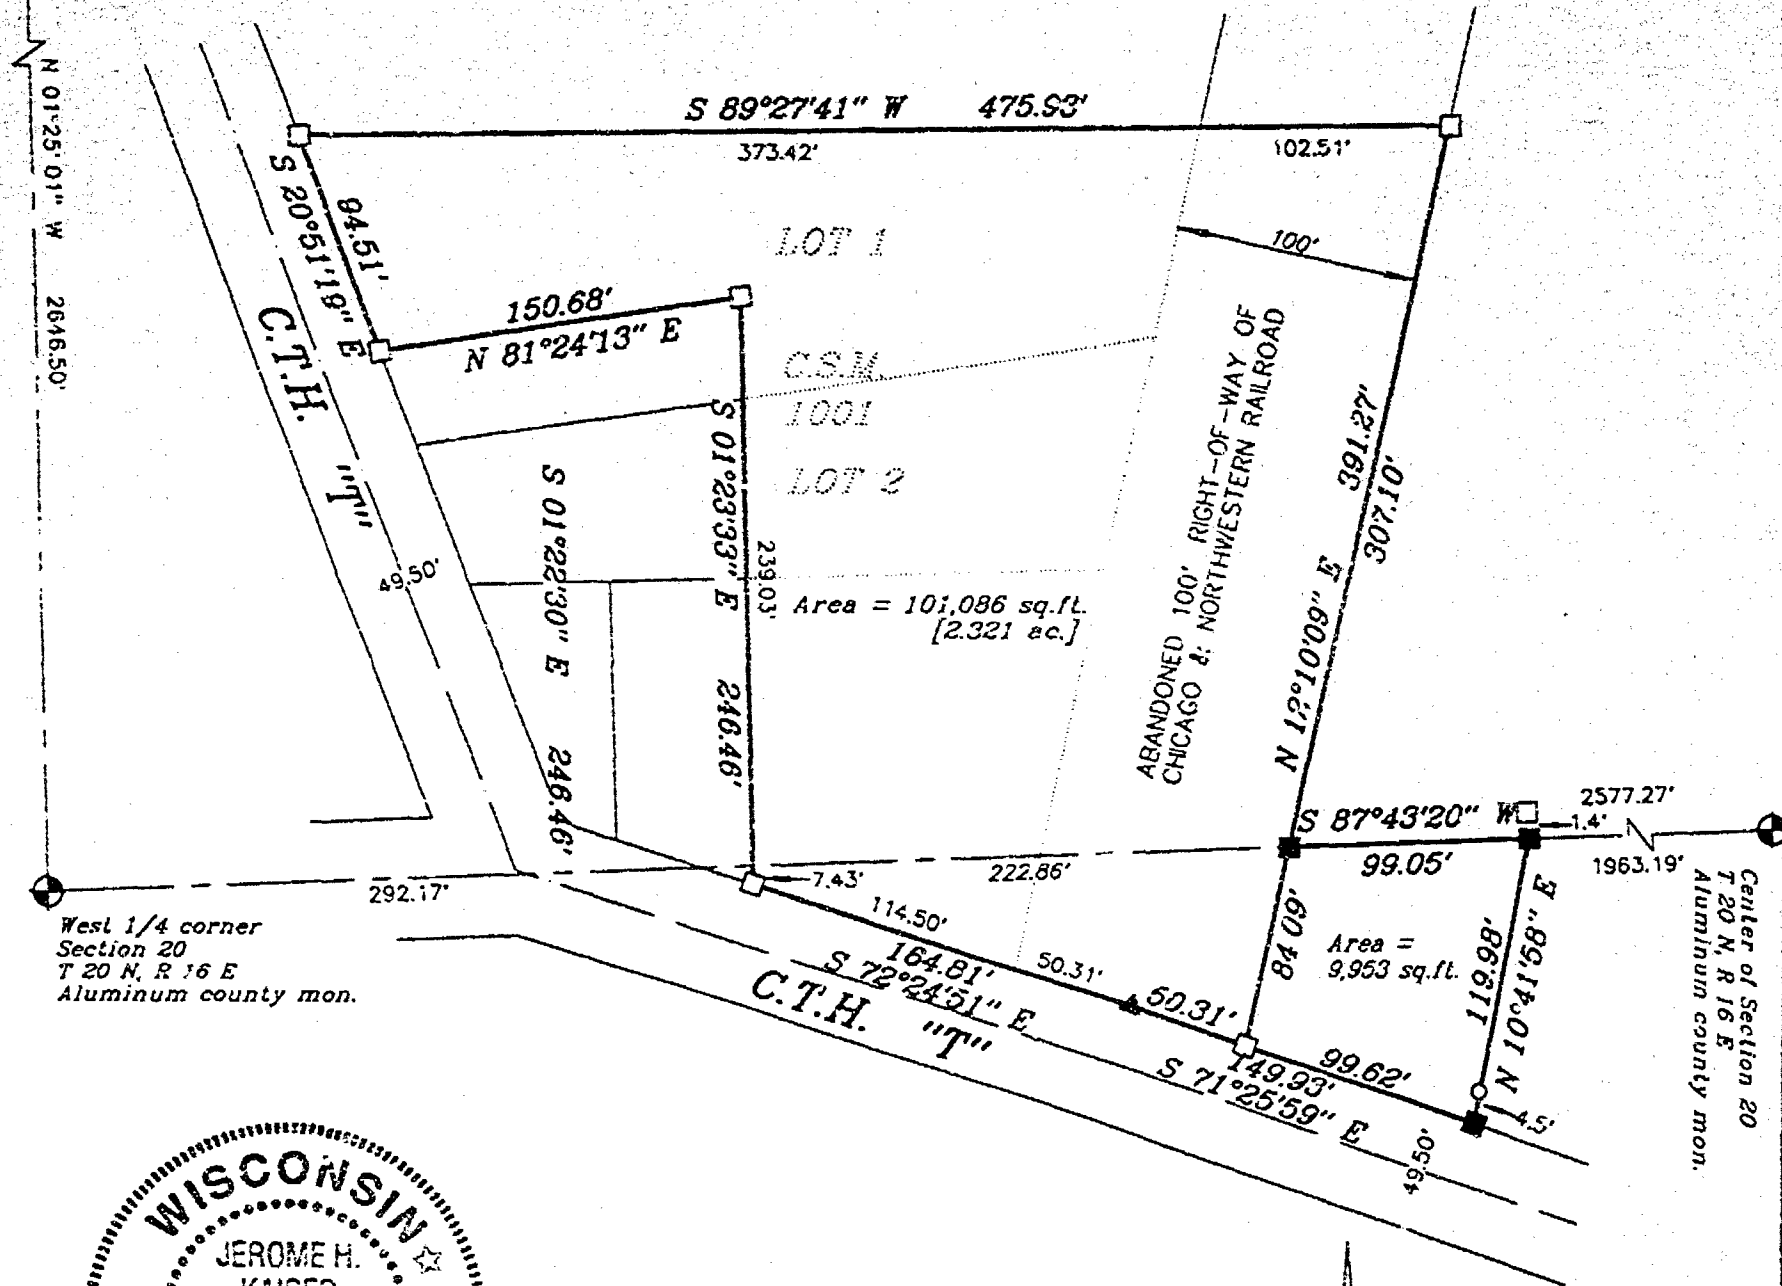 N 01°25'01" W 2646.50'
S 89°27'41" W 475.93'
373.42'
102.51'
94.51'
S 20°51'19" E
LOT 1
100'
150.68'
N 81°24'13" E
C.T.H. "T"
C.S.M.
1001
LOT 2
ABANDONED 100' RIGHT-OF-WAY OF
CHICAGO & NORTHWESTERN RAILROAD
391.27'
307.10'
N 12°10'09" E
S 01°23'33" E 246.46'
239.03'
S 01°22'30" E 246.46'
49.50'
Area = 101,086 sq.ft.
[2.321 ac.]
S 87°43'20" W
2577.27'
1.4'
99.05'
1963.19'
292.17'
7.43'
222.86'
West 1/4 corner
Section 20
T 20 N, R 16 E
Aluminum county mon.
Center of Section 20
T 20 N, R 16 E
Aluminum county mon.
114.50'
164.81'
50.31'
S 72°24'51" E
50.31'
84.09'
Area =
9,953 sq.ft.
119.98'
N 10°41'58" E
C.T.H. "T"
99.62'
149.93'
S 71°25'59" E
4.5'
49.50'
WISCONSIN
JEROME H.
KAISER